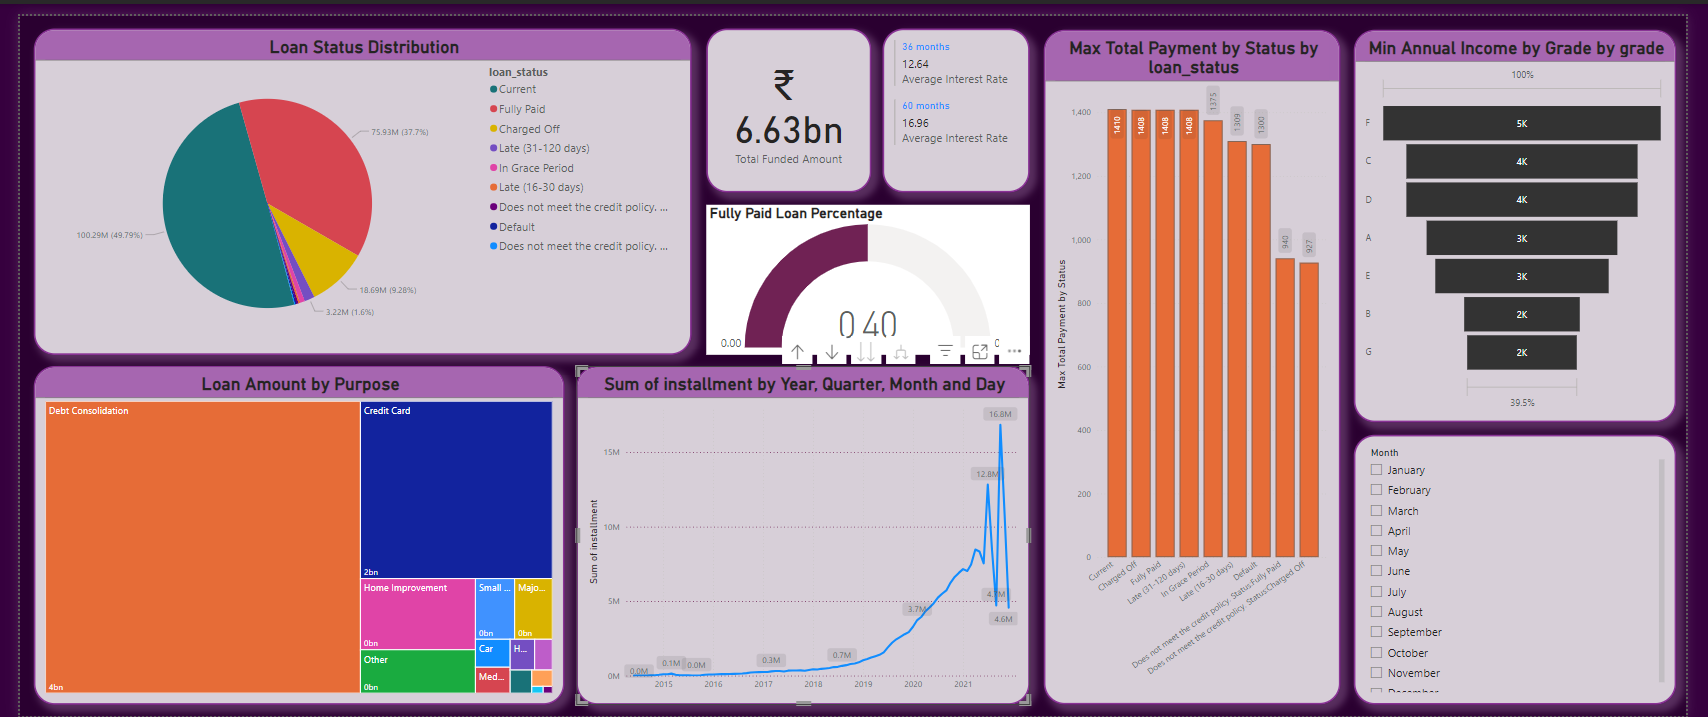 Loan Status Distribution
loan_status
Current
Fully Paid
Charged Off
Late (31-120 days)
In Grace Period
Late (16-30 days)
Does not meet the credit policy. ...
Default
Does not meet the credit policy. ...
75.93M (37.7%)
100.29M (49.79%)
18.69M (9.28%)
3.22M (1.6%)
₹
6.63bn
Total Funded Amount
36 months
12.64
Average Interest Rate
60 months
16.96
Average Interest Rate
Fully Paid Loan Percentage
0.40
0.00
Loan Amount by Purpose
Debt Consolidation
4bn
Credit Card
2bn
Home Improvement
0bn
Other
0bn
Small ...
0bn
Majo...
0bn
Car
H...
Med...
Sum of installment by Year, Quarter, Month and Day
Sum of installment
15M
10M
5M
0M
0.0M
0.1M
0.0M
0.3M
0.7M
3.7M
12.8M
16.8M
4.6M
2015
2016
2017
2018
2019
2020
2021
Max Total Payment by Status by
loan_status
Max Total Payment by Status
1,400
1,200
1,000
800
600
400
200
0
1410
1408
1408
1408
1375
1309
1300
940
927
Current
Charged Off
Fully Paid
Late (31-120 days)
In Grace Period
Late (16-30 days)
Default
Does not meet the credit policy. Status:Fully Paid
Does not meet the credit policy. Status:Charged Off
Min Annual Income by Grade by grade
100%
F
5K
C
4K
D
4K
A
3K
E
3K
B
2K
G
2K
39.5%
Month
January
February
March
April
May
June
July
August
September
October
November
December